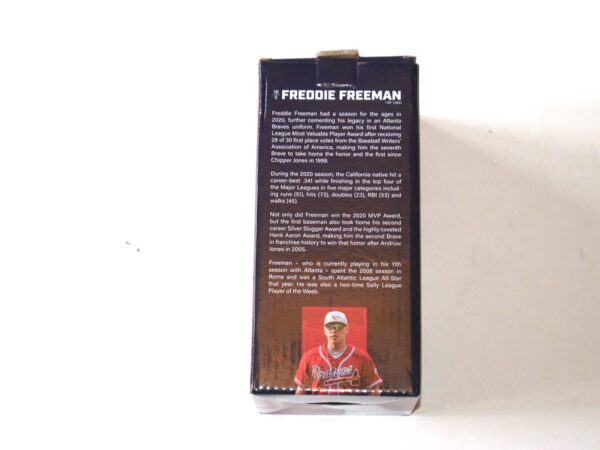 FREDDIE FREEMAN
Freddie Freeman had a season for the ages in
2020, further cementing his legacy in an Atlanta
Braves uniform. Freeman won his first National
League Most Valuable Player Award after receiving
28 of 30 first place votes from the Baseball Writers'
Association of America, making him the seventh
Brave to take home the honor and the first since
Chipper Jones in 1999.
During the 2020 season, the California native hit a
career-best .341 while finishing in the top four of
the Major Leagues in five major categories includ-
ing runs (51), hits (73), doubles (23), RBI (53) and
walks (45).
Not only did Freeman win the 2020 MVP Award,
but the first baseman also took home his second
career Silver Slugger Award and the highly coveted
Hank Aaron Award, making him the second Brave
in franchise history to win that honor after Andruw
Jones in 2005.
Freeman - who is currently playing in his 11th
season with Atlanta - spent the 2008 season in
Rome and was a South Atlantic League All-Star
that year. He was also a two-time Sally League
Player of the Week.
Braves